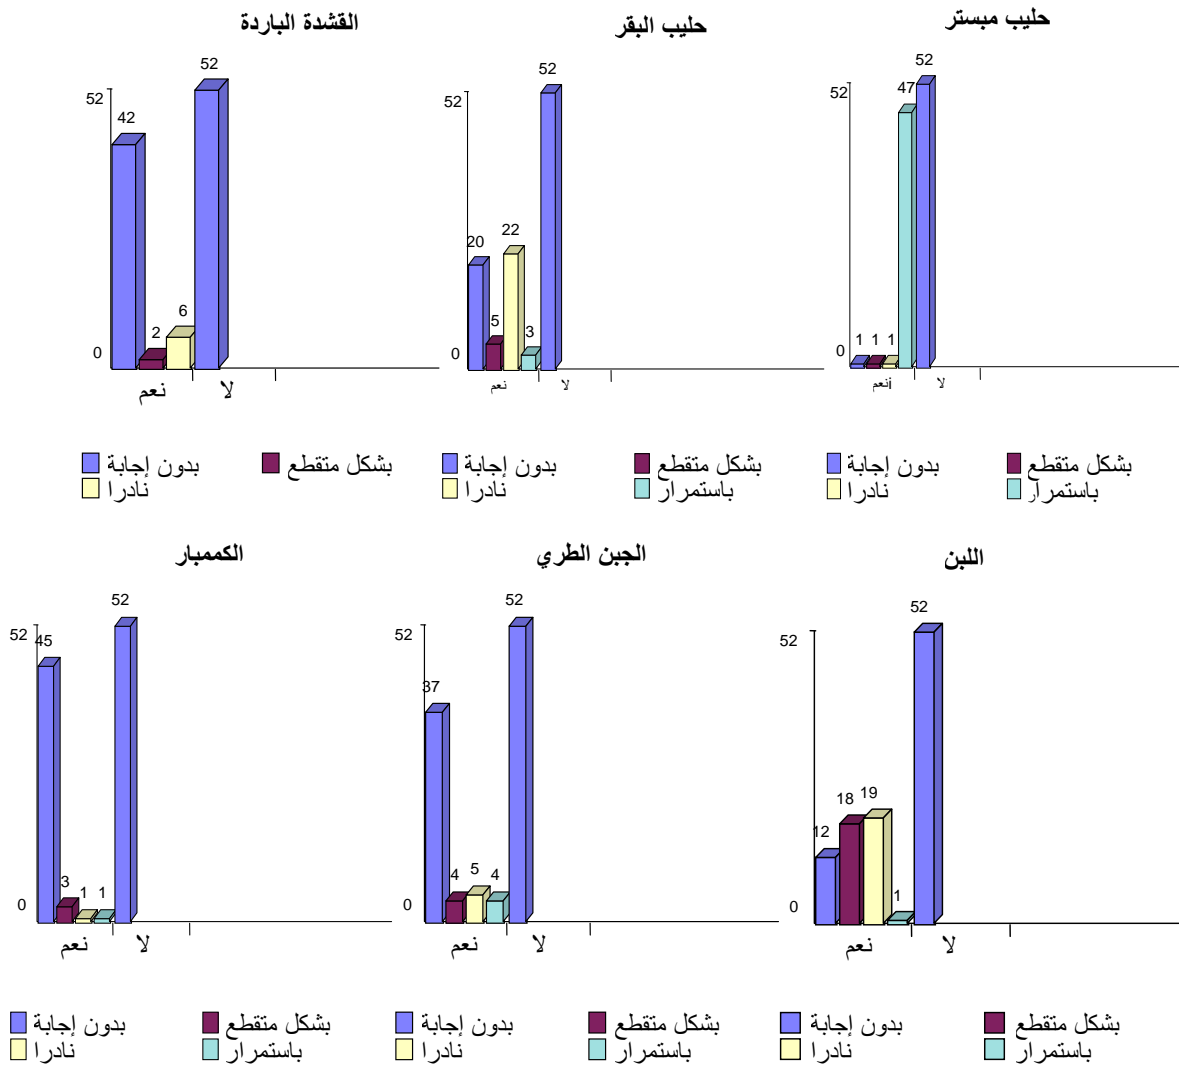 حليب مبستر
52
47
52
1
1
1
0
نعم
لا
بدون إجابة
بشكل متقطع
نادرا
باستمرار
حليب البقر
52
52
20
5
22
3
0
نعم
لا
بدون إجابة
بشكل متقطع
نادرا
باستمرار
القشدة الباردة
52
52
42
2
6
0
نعم
لا
بدون إجابة
بشكل متقطع
نادرا
اللبن
52
52
12
18
19
1
0
نعم
لا
بدون إجابة
بشكل متقطع
نادرا
باستمرار
الجبن الطري
52
52
37
4
5
4
0
نعم
لا
بدون إجابة
بشكل متقطع
نادرا
باستمرار
الكممبار
52
52
45
3
1
1
0
نعم
لا
بدون إجابة
بشكل متقطع
نادرا
باستمرار